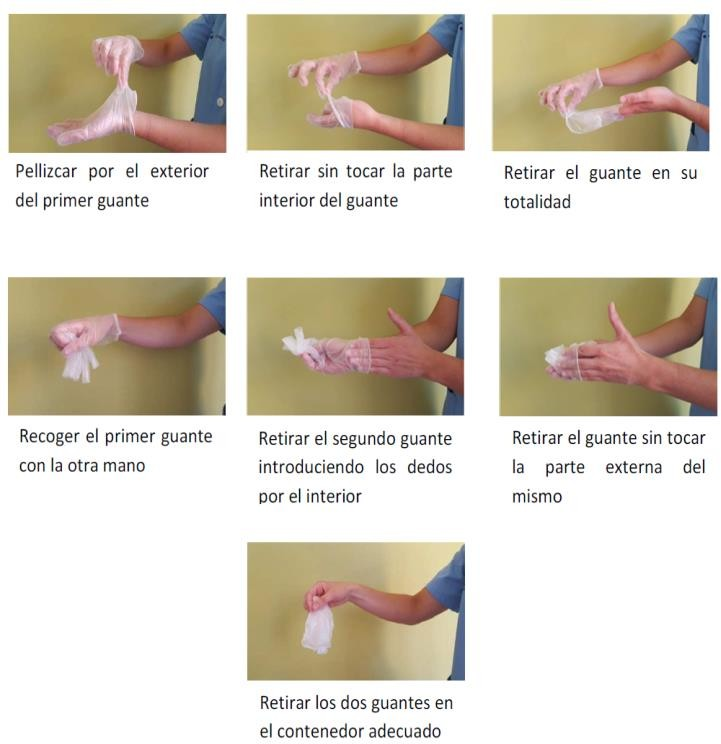 Pellizcar por el exterior
del primer guante
Retirar sin tocar la parte
interior del guante
Retirar el guante en su
totalidad
Recoger el primer guante
con la otra mano
Retirar el segundo guante
introduciendo los dedos
por el interior
Retirar el guante sin tocar
la parte externa del
mismo
Retirar los dos guantes en
el contenedor adecuado